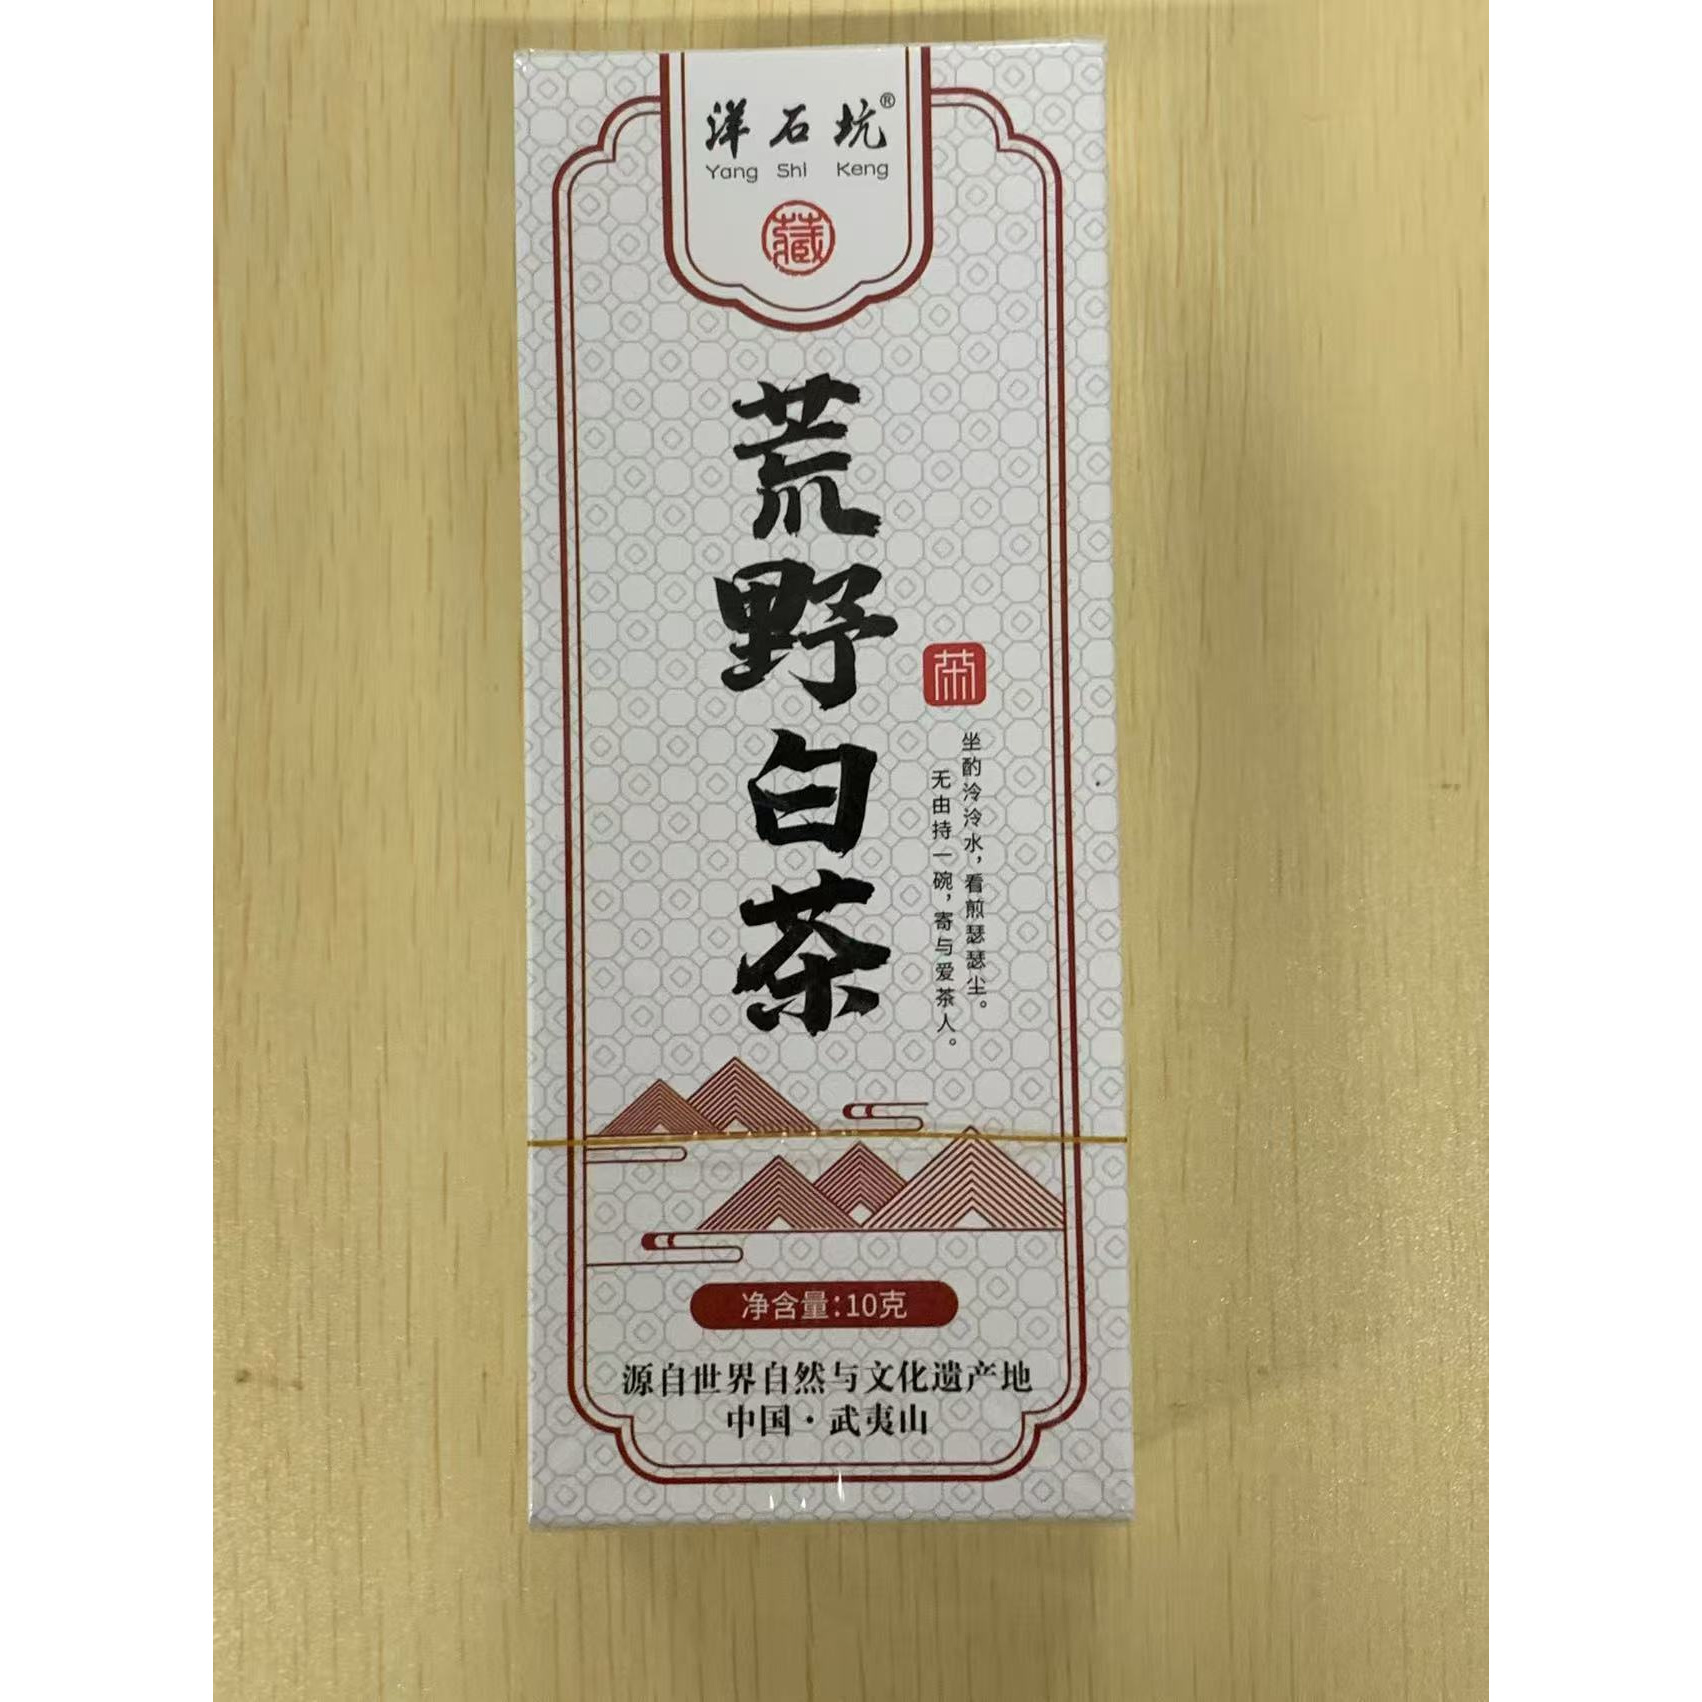 洋石坑®
Yang Shi Keng
藏
荒野白茶
茶
坐酌泠泠水，看煎瑟瑟尘。
无由持一碗，寄与爱茶人。
净含量:10克
源自世界自然与文化遗产地
中国·武夷山